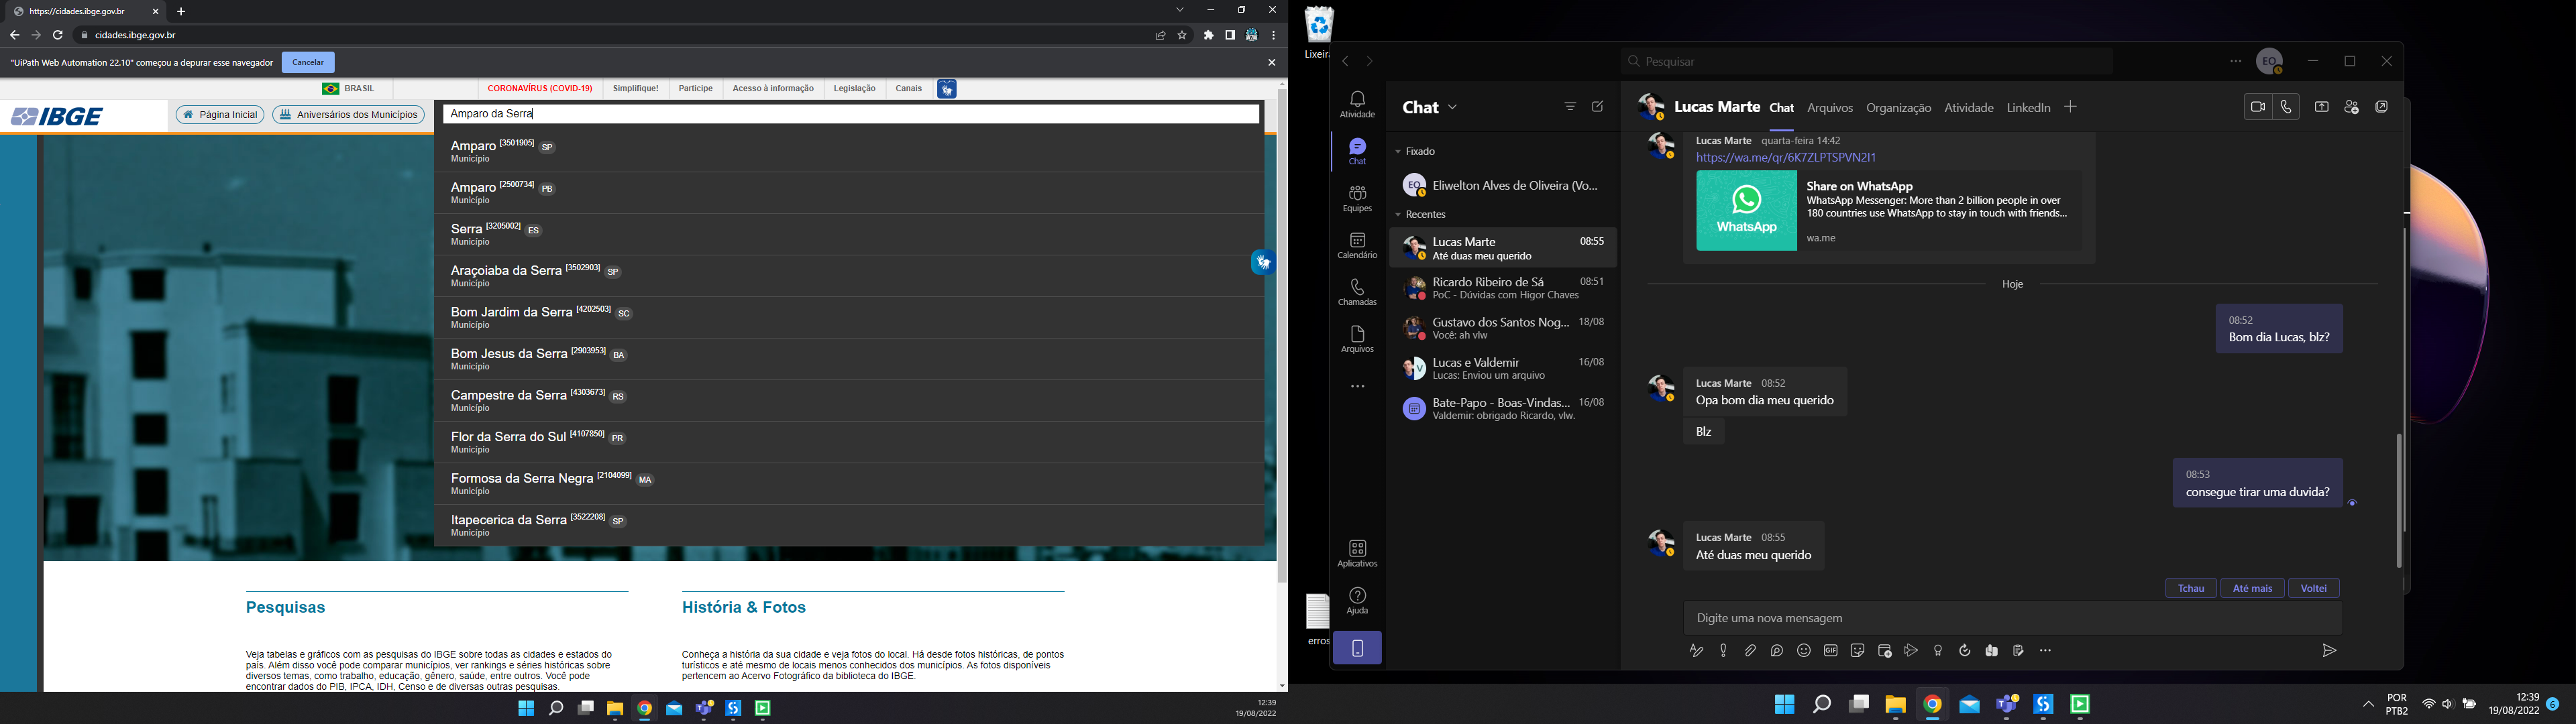 https://cidades.ibge.gov.br
cidades.ibge.gov.br
"UiPath Web Automation 22.10" começou a depurar esse navegador
Cancelar
BRASIL
CORONAVÍRUS (COVID-19)
Simplifique!
Participe
Acesso à informação
Legislação
Canais
IBGE
Página Inicial
Aniversários dos Municípios
Amparo da Serra
Amparo [3501905] SP
Município
Amparo [2500734] PB
Município
Serra [3205002] ES
Município
Araçoiaba da Serra [3502903] SP
Município
Bom Jardim da Serra [4202503] SC
Município
Bom Jesus da Serra [2903953] BA
Município
Campestre da Serra [4303673] RS
Município
Flor da Serra do Sul [4107850] PR
Município
Formosa da Serra Negra [2104099] MA
Município
Itapecerica da Serra [3522208] SP
Município
Pesquisas
Veja tabelas e gráficos com as pesquisas do IBGE sobre todas as cidades e estados do
país. Além disso você pode comparar municípios, ver rankings e séries históricas sobre
diversos temas, como trabalho, educação, gênero, saúde, entre outros. Você pode
encontrar dados do PIB, IPCA, IDH, Censo e de diversas outras pesquisas.
História & Fotos
Conheça a história da sua cidade e veja fotos do local. Há desde fotos históricas, de pontos
turísticos e até mesmo de locais menos conhecidos dos municípios. As fotos disponíveis
pertencem ao Acervo Fotográfico da biblioteca do IBGE.
12:39
19/08/2022
Lixeira
erros
Pesquisar
EO
Atividade
Chat
Equipes
Calendário
Chamadas
Arquivos
Aplicativos
Ajuda
Chat
Fixado
EO
Eliwelton Alves de Oliveira (Vo...
Recentes
Lucas Marte 08:55
Até duas meu querido
Ricardo Ribeiro de Sá 08:51
PoC - Dúvidas com Higor Chaves
Gustavo dos Santos Nog... 18/08
Você: ah vlw
V
Lucas e Valdemir 16/08
Lucas: Enviou um arquivo
Bate-Papo - Boas-Vindas... 16/08
Valdemir: obrigado Ricardo, vlw.
Lucas Marte Chat Arquivos Organização Atividade LinkedIn
Lucas Marte quarta-feira 14:42
https://wa.me/qr/6K7ZLPTSPVN2I1
WhatsApp
Share on WhatsApp
WhatsApp Messenger: More than 2 billion people in over
180 countries use WhatsApp to stay in touch with friends...
wa.me
Hoje
08:52
Bom dia Lucas, blz?
Lucas Marte 08:52
Opa bom dia meu querido
Blz
08:53
consegue tirar uma duvida?
Lucas Marte 08:55
Até duas meu querido
Tchau
Até mais
Voltei
Digite uma nova mensagem
GIF
POR
PTB2
12:39
19/08/2022
6